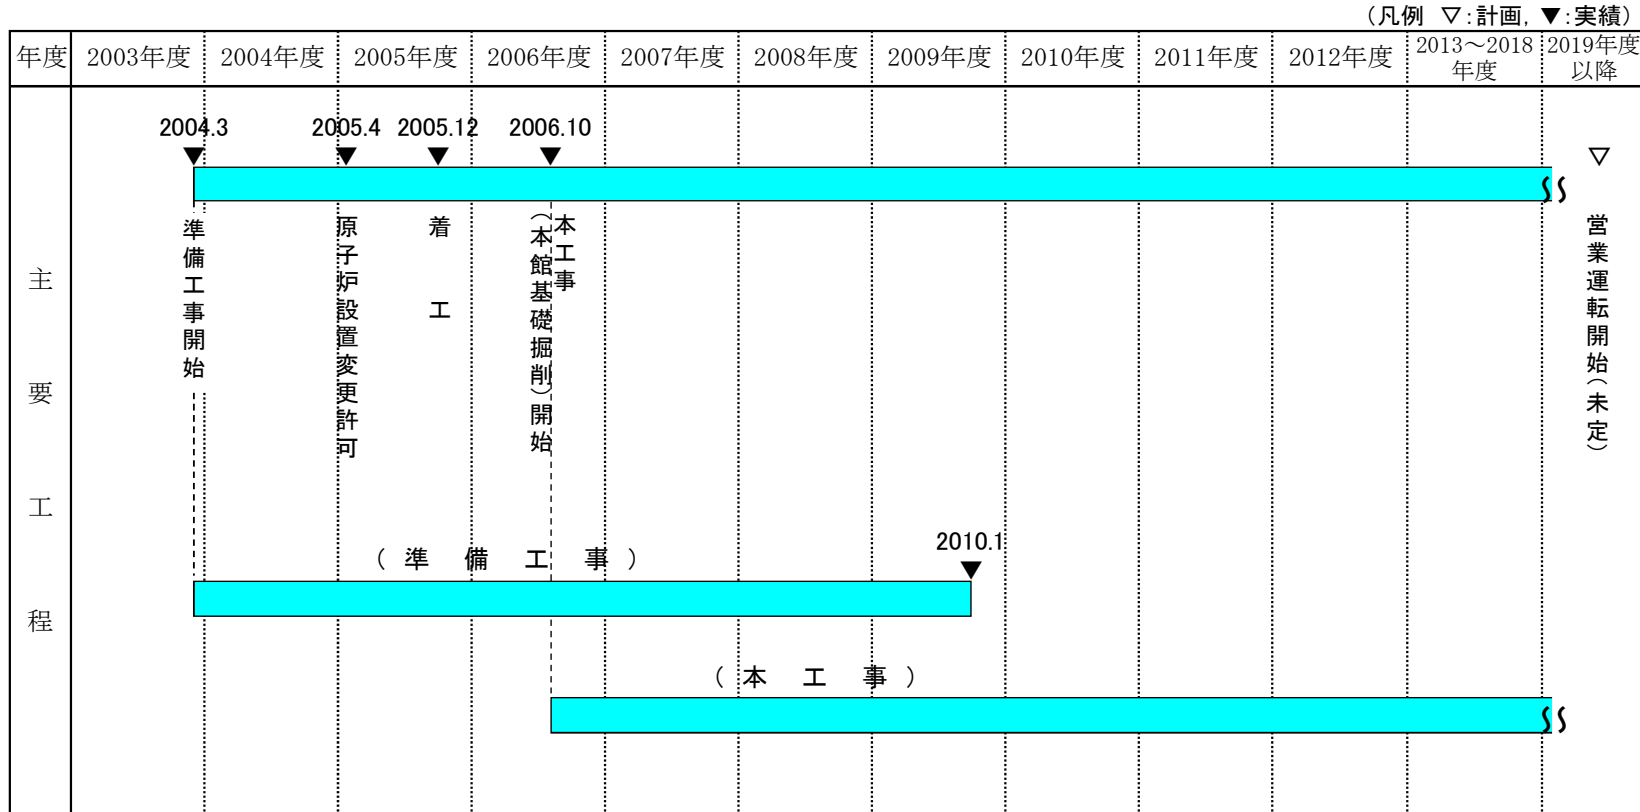 (凡例 ▽:計画, ▼:実績)
年度 2003年度 2004年度 2005年度 2006年度 2007年度 2008年度 2009年度 2010年度 2011年度 2012年度 2013～2018年度 2019年度以降
主要工程
2004.3 2005.4 2005.12 2006.10
▼ ▼ ▼ ▼ ▽
準備工事開始
原子炉設置変更許可
着工
本工事
(本館基礎掘削)開始
営業運転開始(未定)
2010.1
▼
(準備工事)
(本工事)